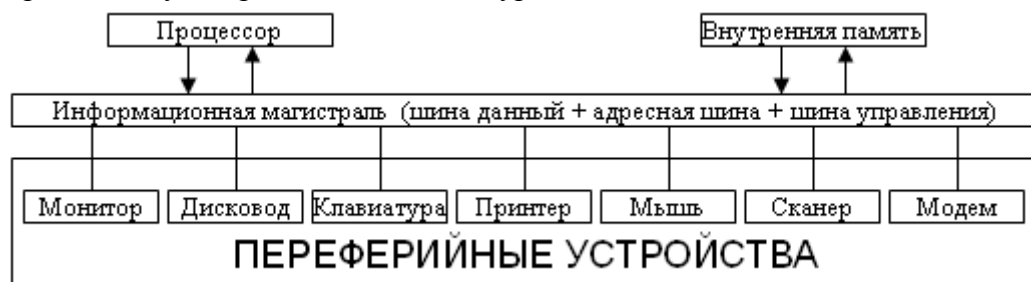 Процессор Внутренняя память
Информационная магистраль (шина данный + адресная шина + шина управления)
Монитор Дисковод Клавиатура Принтер Мышь Сканер Модем
ПЕРЕФЕРИЙНЫЕ УСТРОЙСТВА